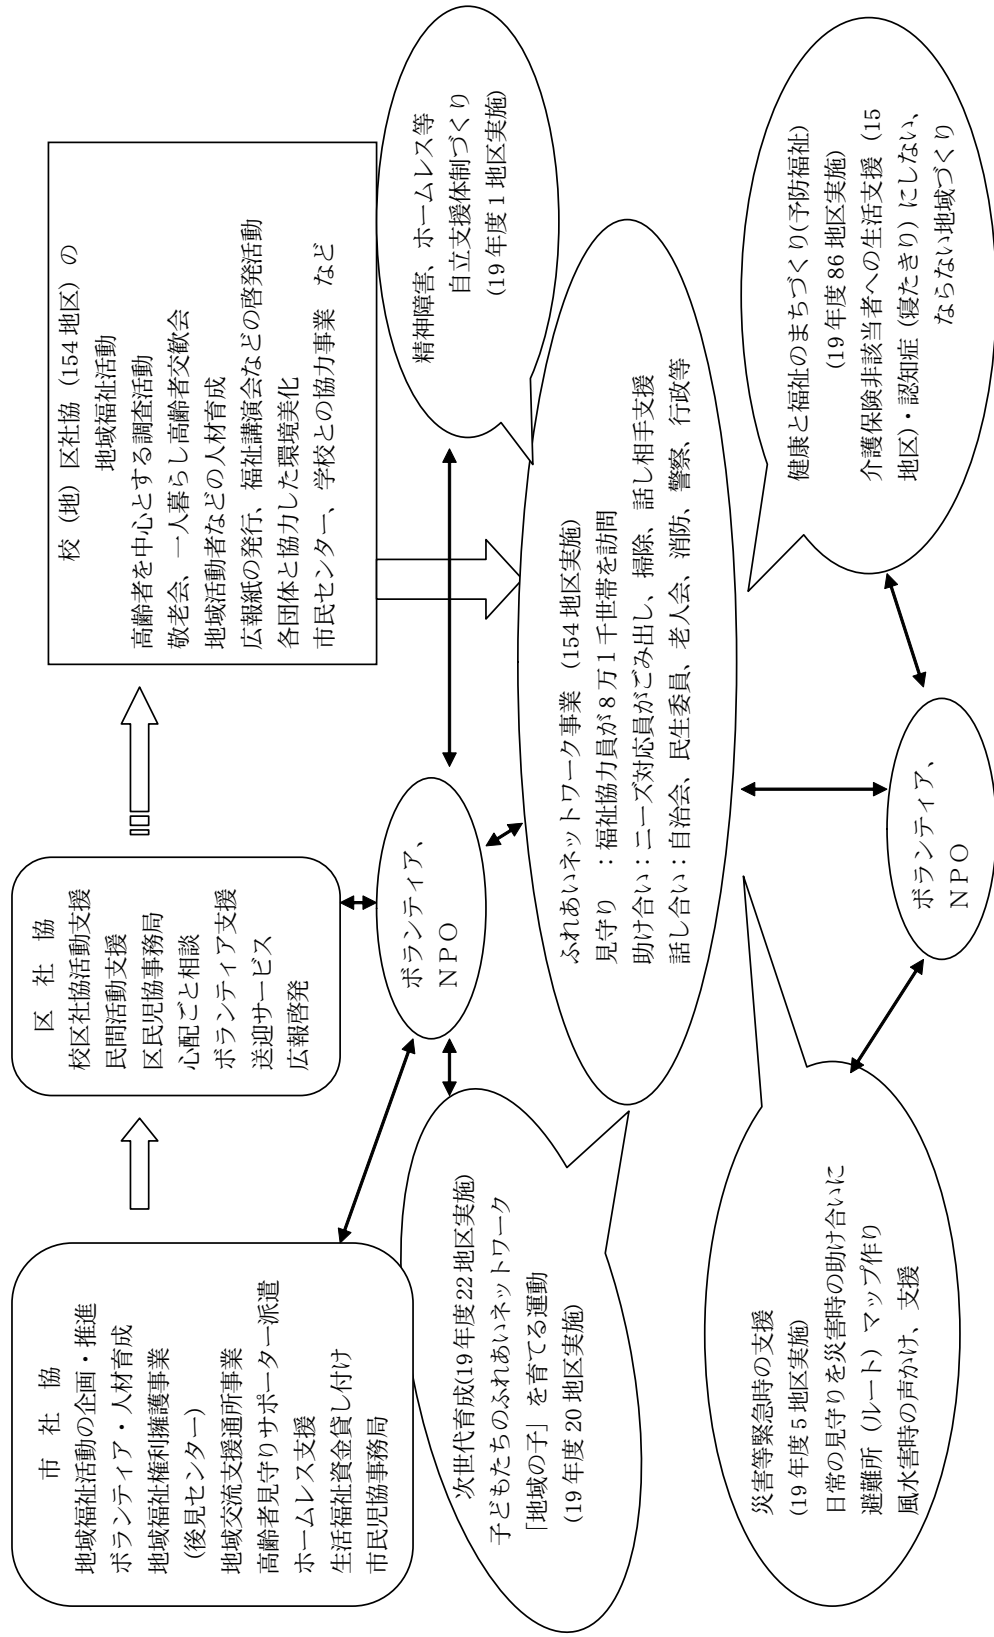 市　社　協
地域福祉活動の企画・推進
ボランティア・人材育成
地域福祉権利擁護事業
(後見センター)
地域交流支援通所事業
高齢者見守りサポーター派遣
ホームレス支援
生活福祉資金貸し付け
市民児協事務局
区　社　協
校区社協活動支援
民間活動支援
区民児協事務局
心配ごと相談
ボランティア支援
送迎サービス
広報啓発
校（地）区社協（154 地区）の
地域福祉活動
高齢者を中心とする調査活動
敬老会、一人暮らし高齢者交歓会
地域活動者などの人材育成
広報紙の発行、福祉講演会などの啓発活動
各団体と協力した環境美化
市民センター、学校との協力事業　など
ボランティア、
NPO
精神障害、ホームレス等
自立支援体制づくり
(19 年度 1 地区実施)
次世代育成(19 年度 22 地区実施)
子どもたちのふれあいネットワーク
「地域の子」を育てる運動
(19 年度 20 地区実施)
ふれあいネットワーク事業　(154 地区実施)
見守り　：福祉協力員が 8 万 1 千世帯を訪問
助け合い：ニーズ対応員がごみ出し、掃除、話し相手支援
話し合い：自治会、民生委員、老人会、消防、警察、行政等
災害等緊急時の支援
(19 年度 5 地区実施)
日常の見守りを災害時の助け合いに
避難所（ルート）マップ作り
風水害時の声かけ、支援
ボランティア、
NPO
健康と福祉のまちづくり(予防福祉)
(19 年度 86 地区実施)
介護保険非該当者への生活支援（15
地区）・認知症（寝たきり）にしない、
ならない地域づくり